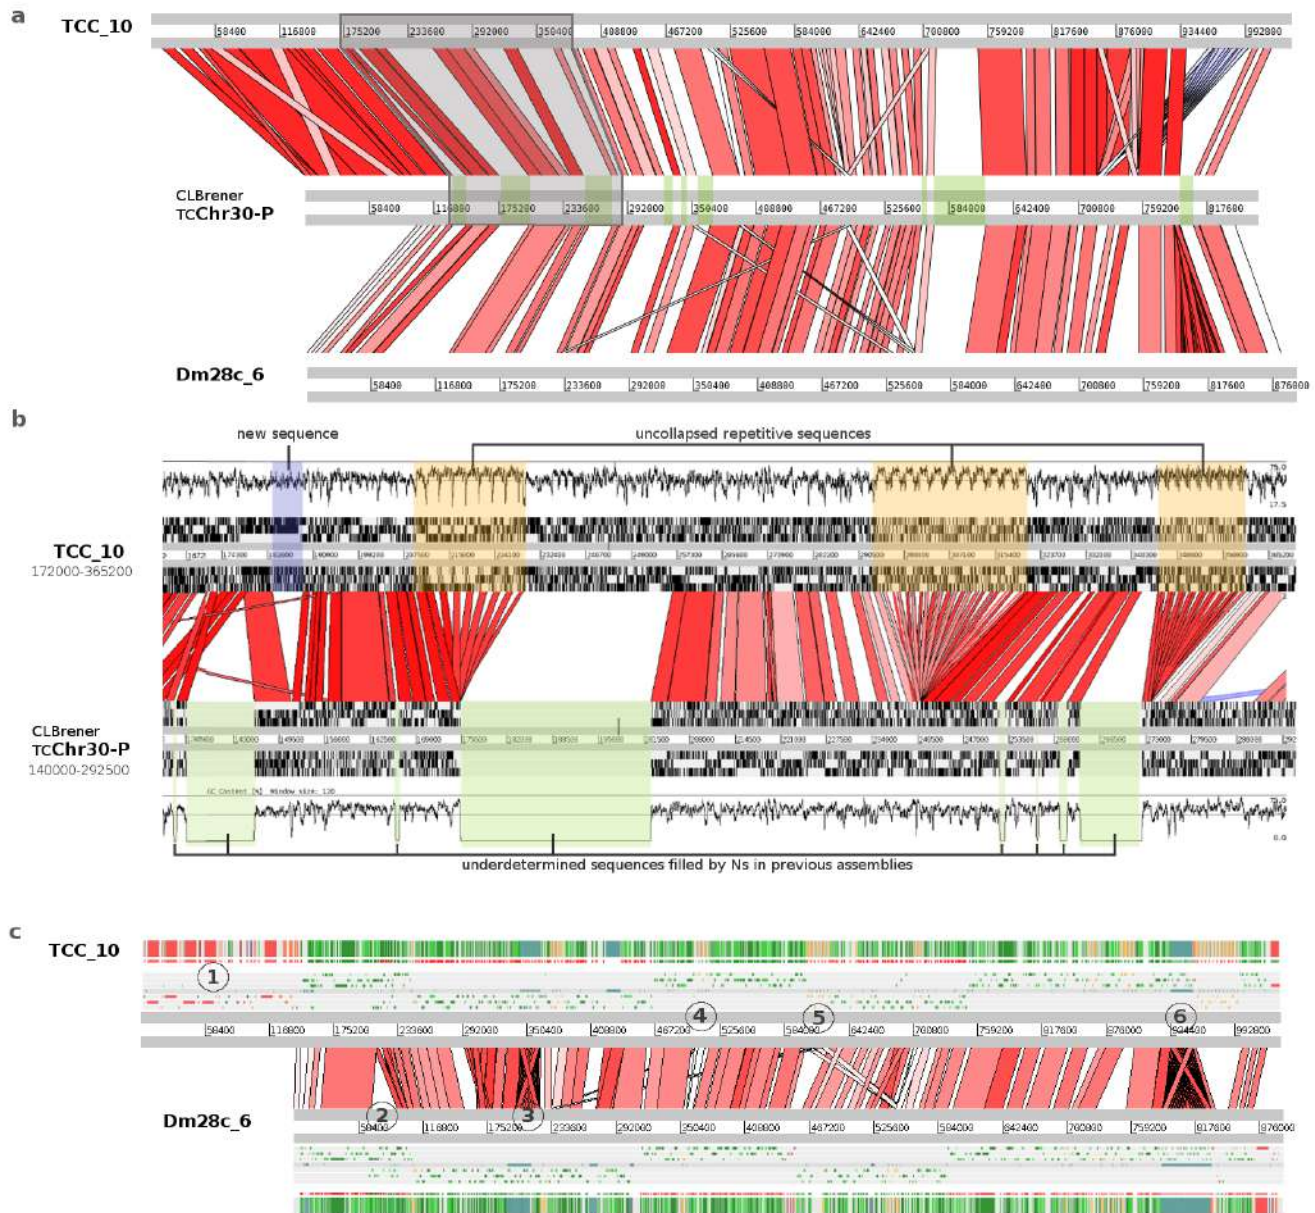 a
TCC_10
58400 116800 175200 233600 292000 350400 408800 467200 525600 584000 642400 700800 759200 817600 876000 934400 992800
CLBrener
TCChr30-P
58400 116800 175200 233600 292000 350400 408800 467200 525600 584000 642400 700800 759200 817600
Dm28c_6
58400 116800 175200 233600 292000 350400 408800 467200 525600 584000 642400 700800 759200 817600 876000
b
new sequence
uncollapsed repetitive sequences
TCC_10
172000-365200
CLBrener
TCChr30-P
140000-292500
GC Content (%) Window size: 120
underdetermined sequences filled by Ns in previous assemblies
c
TCC_10
1
4 5 6
58400 116800 175200 233600 292000 350400 408800 467200 525600 584000 642400 700800 759200 817600 876000 934400 992800
2 3
Dm28c_6
58400 116800 175200 233600 292000 350400 408800 467200 525600 584000 642400 700800 759200 817600 876000